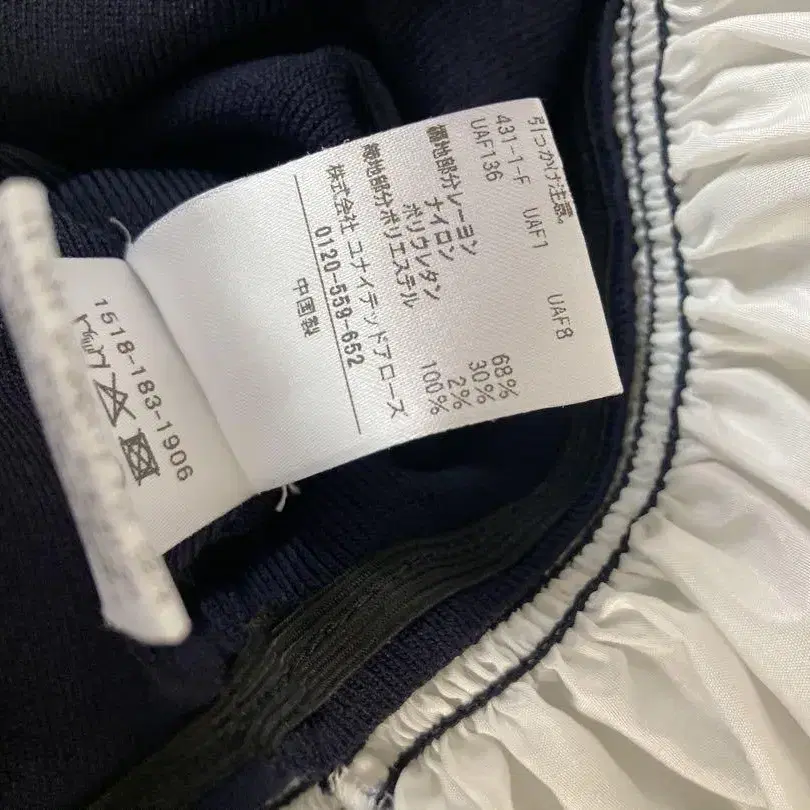 引っかけ注意。
431-1-F UAF1 UAF8
UAF136
編地部分レーヨン 68%
ナイロン 30%
ポリウレタン 2%
織地部分ポリエステル 100%
株式会社 ユナイテッドアローズ
0120-559-652
中国製
1518-183-1906